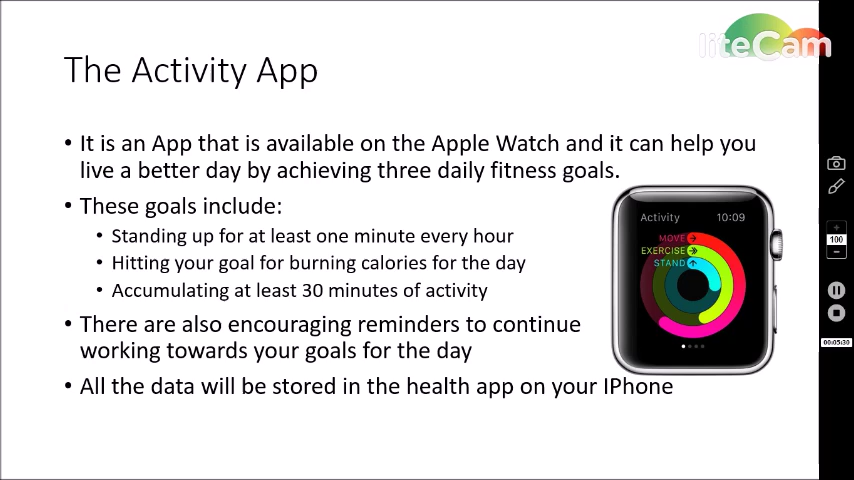 liteCam
The Activity App
• It is an App that is available on the Apple Watch and it can help you
live a better day by achieving three daily fitness goals.
• These goals include:
• Standing up for at least one minute every hour
• Hitting your goal for burning calories for the day
• Accumulating at least 30 minutes of activity
• There are also encouraging reminders to continue
working towards your goals for the day
• All the data will be stored in the health app on your IPhone
Activity 10:09
MOVE
EXERCISE
STAND
100
00:05:30